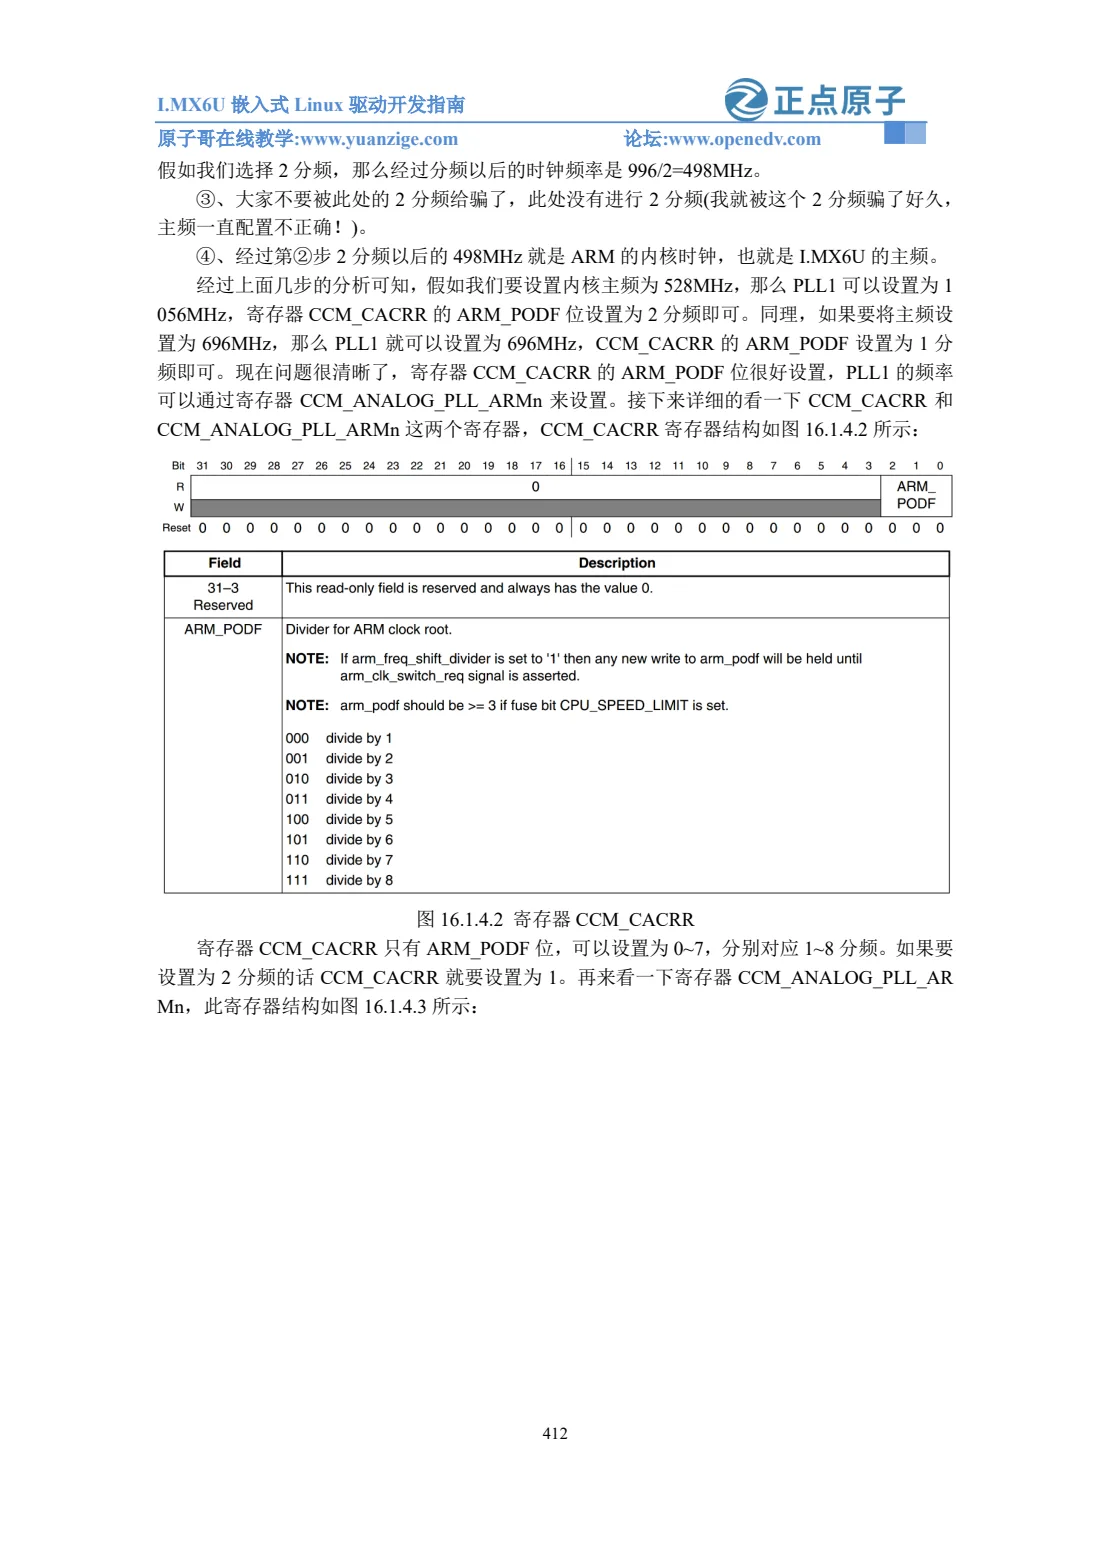 I.MX6U 嵌入式 Linux 驱动开发指南
正点原子
原子哥在线教学:www.yuanzige.com 论坛:www.openedv.com
假如我们选择 2 分频，那么经过分频以后的时钟频率是 996/2=498MHz。
③、大家不要被此处的 2 分频给骗了，此处没有进行 2 分频(我就被这个 2 分频骗了好久，
主频一直配置不正确！)。
④、经过第②步 2 分频以后的 498MHz 就是 ARM 的内核时钟，也就是 I.MX6U 的主频。
经过上面几步的分析可知，假如我们要设置内核主频为 528MHz，那么 PLL1 可以设置为 1
056MHz，寄存器 CCM_CACRR 的 ARM_PODF 位设置为 2 分频即可。同理，如果要将主频设
置为 696MHz，那么 PLL1 就可以设置为 696MHz，CCM_CACRR 的 ARM_PODF 设置为 1 分
频即可。现在问题很清晰了，寄存器 CCM_CACRR 的 ARM_PODF 位很好设置，PLL1 的频率
可以通过寄存器 CCM_ANALOG_PLL_ARMn 来设置。接下来详细的看一下 CCM_CACRR 和
CCM_ANALOG_PLL_ARMn 这两个寄存器，CCM_CACRR 寄存器结构如图 16.1.4.2 所示：
Bit 31 30 29 28 27 26 25 24 23 22 21 20 19 18 17 16 15 14 13 12 11 10 9 8 7 6 5 4 3 2 1 0
R 0 ARM_
W PODF
Reset 0 0 0 0 0 0 0 0 0 0 0 0 0 0 0 0 0 0 0 0 0 0 0 0 0 0 0 0 0 0 0 0
Field Description
31–3 This read-only field is reserved and always has the value 0.
Reserved
ARM_PODF Divider for ARM clock root.
NOTE: If arm_freq_shift_divider is set to '1' then any new write to arm_podf will be held until
arm_clk_switch_req signal is asserted.
NOTE: arm_podf should be >= 3 if fuse bit CPU_SPEED_LIMIT is set.
000 divide by 1
001 divide by 2
010 divide by 3
011 divide by 4
100 divide by 5
101 divide by 6
110 divide by 7
111 divide by 8
图 16.1.4.2 寄存器 CCM_CACRR
寄存器 CCM_CACRR 只有 ARM_PODF 位，可以设置为 0~7，分别对应 1~8 分频。如果要
设置为 2 分频的话 CCM_CACRR 就要设置为 1。再来看一下寄存器 CCM_ANALOG_PLL_AR
Mn，此寄存器结构如图 16.1.4.3 所示：
412